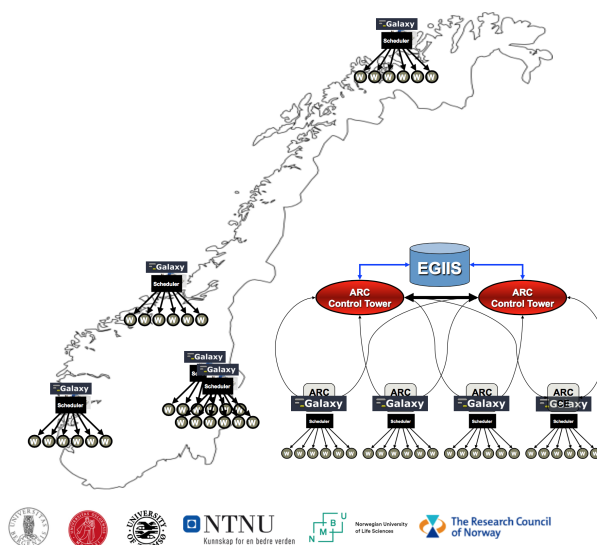 Galaxy
Scheduler
W W W W W W
Galaxy
Scheduler
W W W W W W
EGIIS
ARC
Control Tower
ARC
Control Tower
Galaxy
Galaxy
Scheduler
Galaxy
Scheduler
W W W W W W
ARC
Galaxy
Scheduler
W W W W W W
ARC
Galaxy
Scheduler
W W W W W W
ARC
Galaxy
Scheduler
W W W W W W
ARC
Galaxy
Scheduler
W W W W W W
NTNU
Kunnskap for en bedre verden
NMBU
Norwegian University
of Life Sciences
The Research Council
of Norway